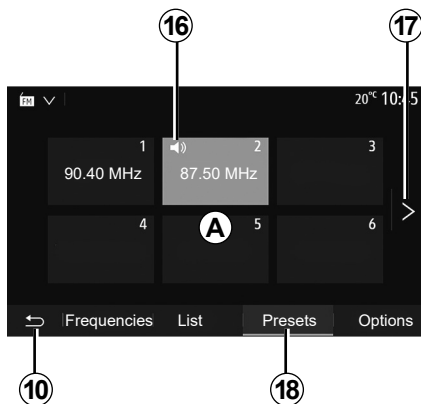 16 17
FM 20°C 10:45
1 2 3
90.40 MHz 87.50 MHz
4 A 5 6
Frequencies List Presets Options
10 18